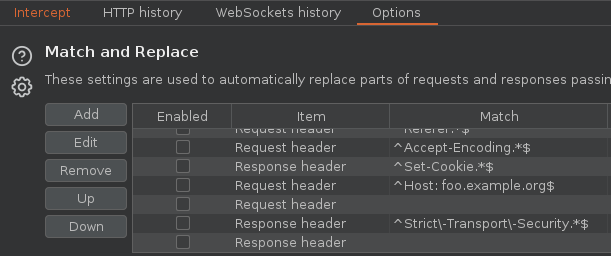 Intercept HTTP history WebSockets history Options
Match and Replace
These settings are used to automatically replace parts of requests and responses passin
Add
Edit
Remove
Up
Down
Enabled Item Match
Request header ^Referer.*$
Request header ^Accept-Encoding.*$
Response header ^Set-Cookie.*$
Request header ^Host: foo.example.org$
Request header
Response header ^Strict\-Transport\-Security.*$
Response header